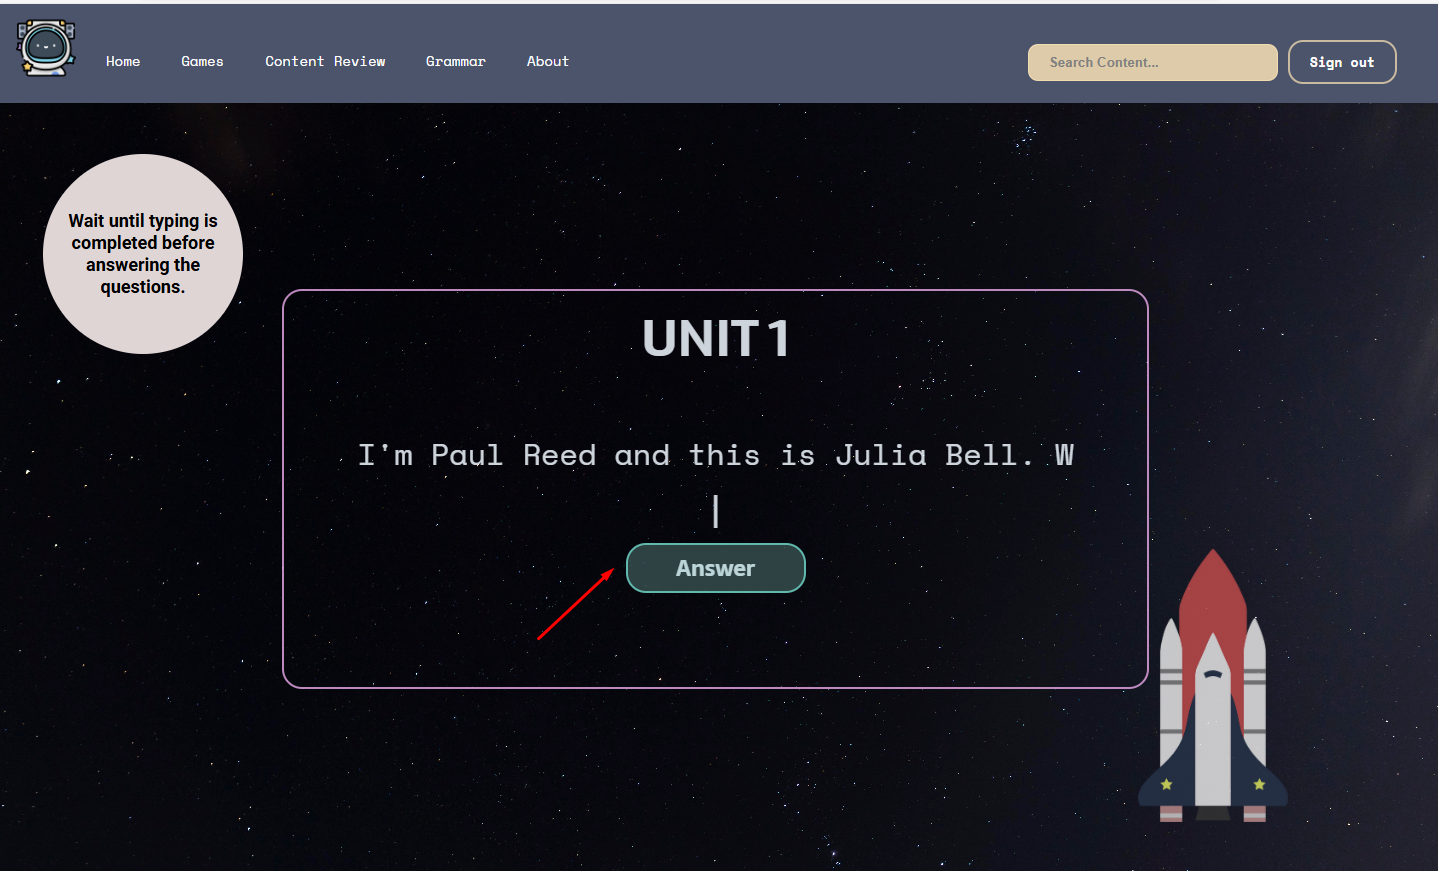 Home Games Content Review Grammar About Search Content... Sign out
Wait until typing is
completed before
answering the
questions.
UNIT 1
I'm Paul Reed and this is Julia Bell. W
Answer